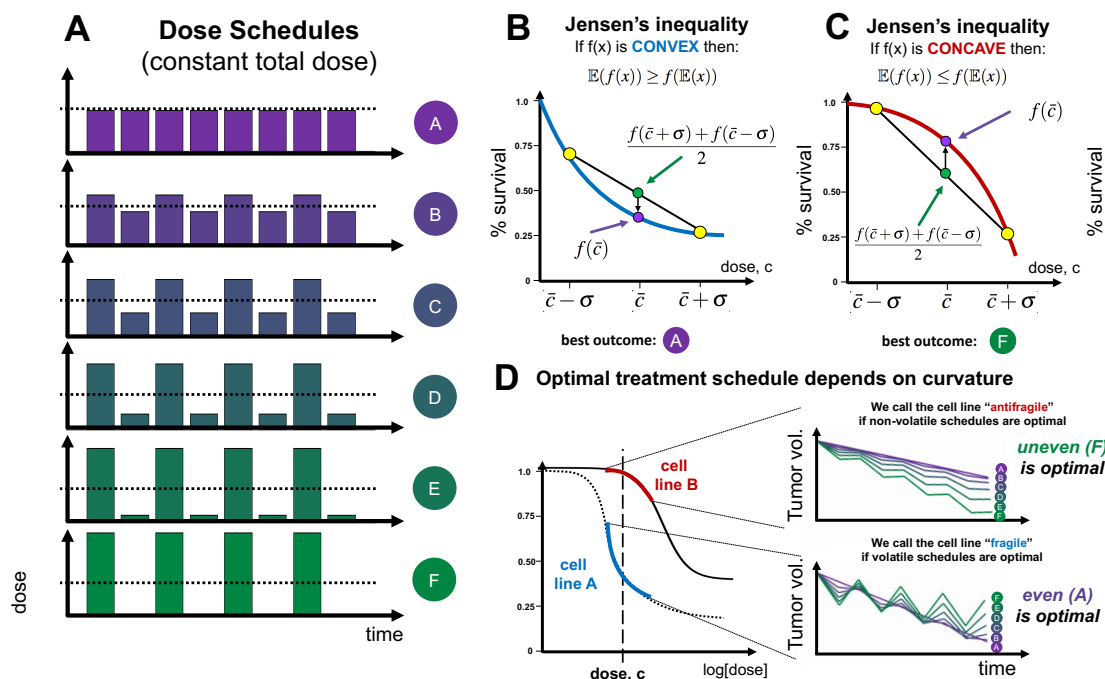 A
Dose Schedules
(constant total dose)
A
B
C
D
E
F
dose
time
B
Jensen's inequality
If f(x) is CONVEX then:
𝔼(f(x)) ≥ f(𝔼(x))
1.0
0.75
0.50
0.25
0
% survival
f(c̄+σ)+f(c̄−σ)
2
f(c̄)
dose, c
c̄−σ
c̄
c̄+σ
best outcome: A
C
Jensen's inequality
If f(x) is CONCAVE then:
𝔼(f(x)) ≤ f(𝔼(x))
1.0
0.75
0.50
0.25
0
% survival
f(c̄)
f(c̄+σ)+f(c̄−σ)
2
dose, c
c̄−σ
c̄
c̄+σ
best outcome: F
% survival
D
Optimal treatment schedule depends on curvature
1.0
0.75
0.50
0.25
0
cell
line B
cell
line A
dose, c
log[dose]
We call the cell line “antifragile”
if non-volatile schedules are optimal
Tumor vol.
A
B
C
D
E
F
uneven (F)
is optimal
We call the cell line “fragile”
if volatile schedules are optimal
Tumor vol.
F
E
D
C
B
A
even (A)
is optimal
time